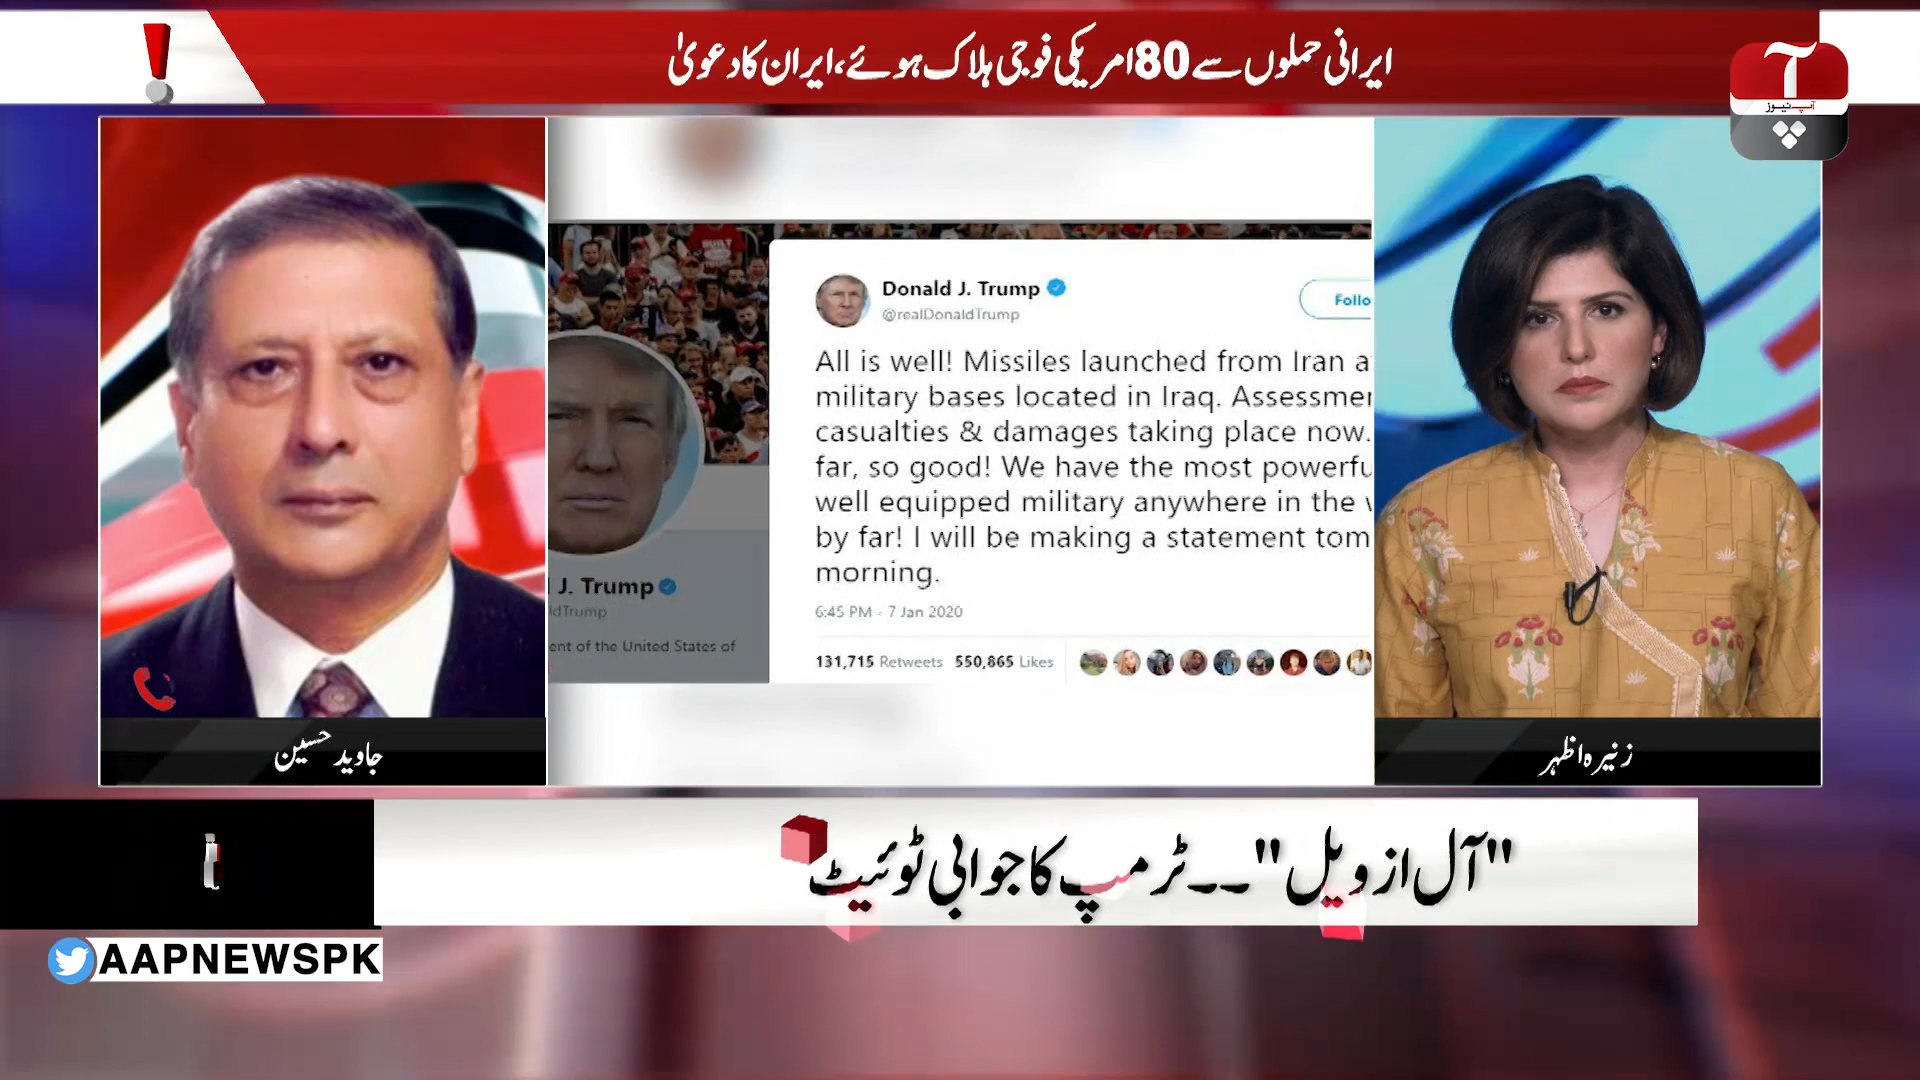 ایرانی حملوں سے 80 امریکی فوجی ہلاک ہوئے، ایران کا دعویٰ
آپ نیوز
Donald J. Trump
@realDonaldTrump
Follo
All is well! Missiles launched from Iran a
military bases located in Iraq. Assessmen
casualties & damages taking place now.
far, so good! We have the most powerfu
well equipped military anywhere in the w
by far! I will be making a statement tom
morning.
6:45 PM - 7 Jan 2020
131,715 Retweets 550,865 Likes
J. Trump
ldTrump
ent of the United States of
جاوید حسین
زنیرہ اظہر
"آل از ویل"۔۔ٹرمپ کا جوابی ٹوئیٹ
AAPNEWSPK